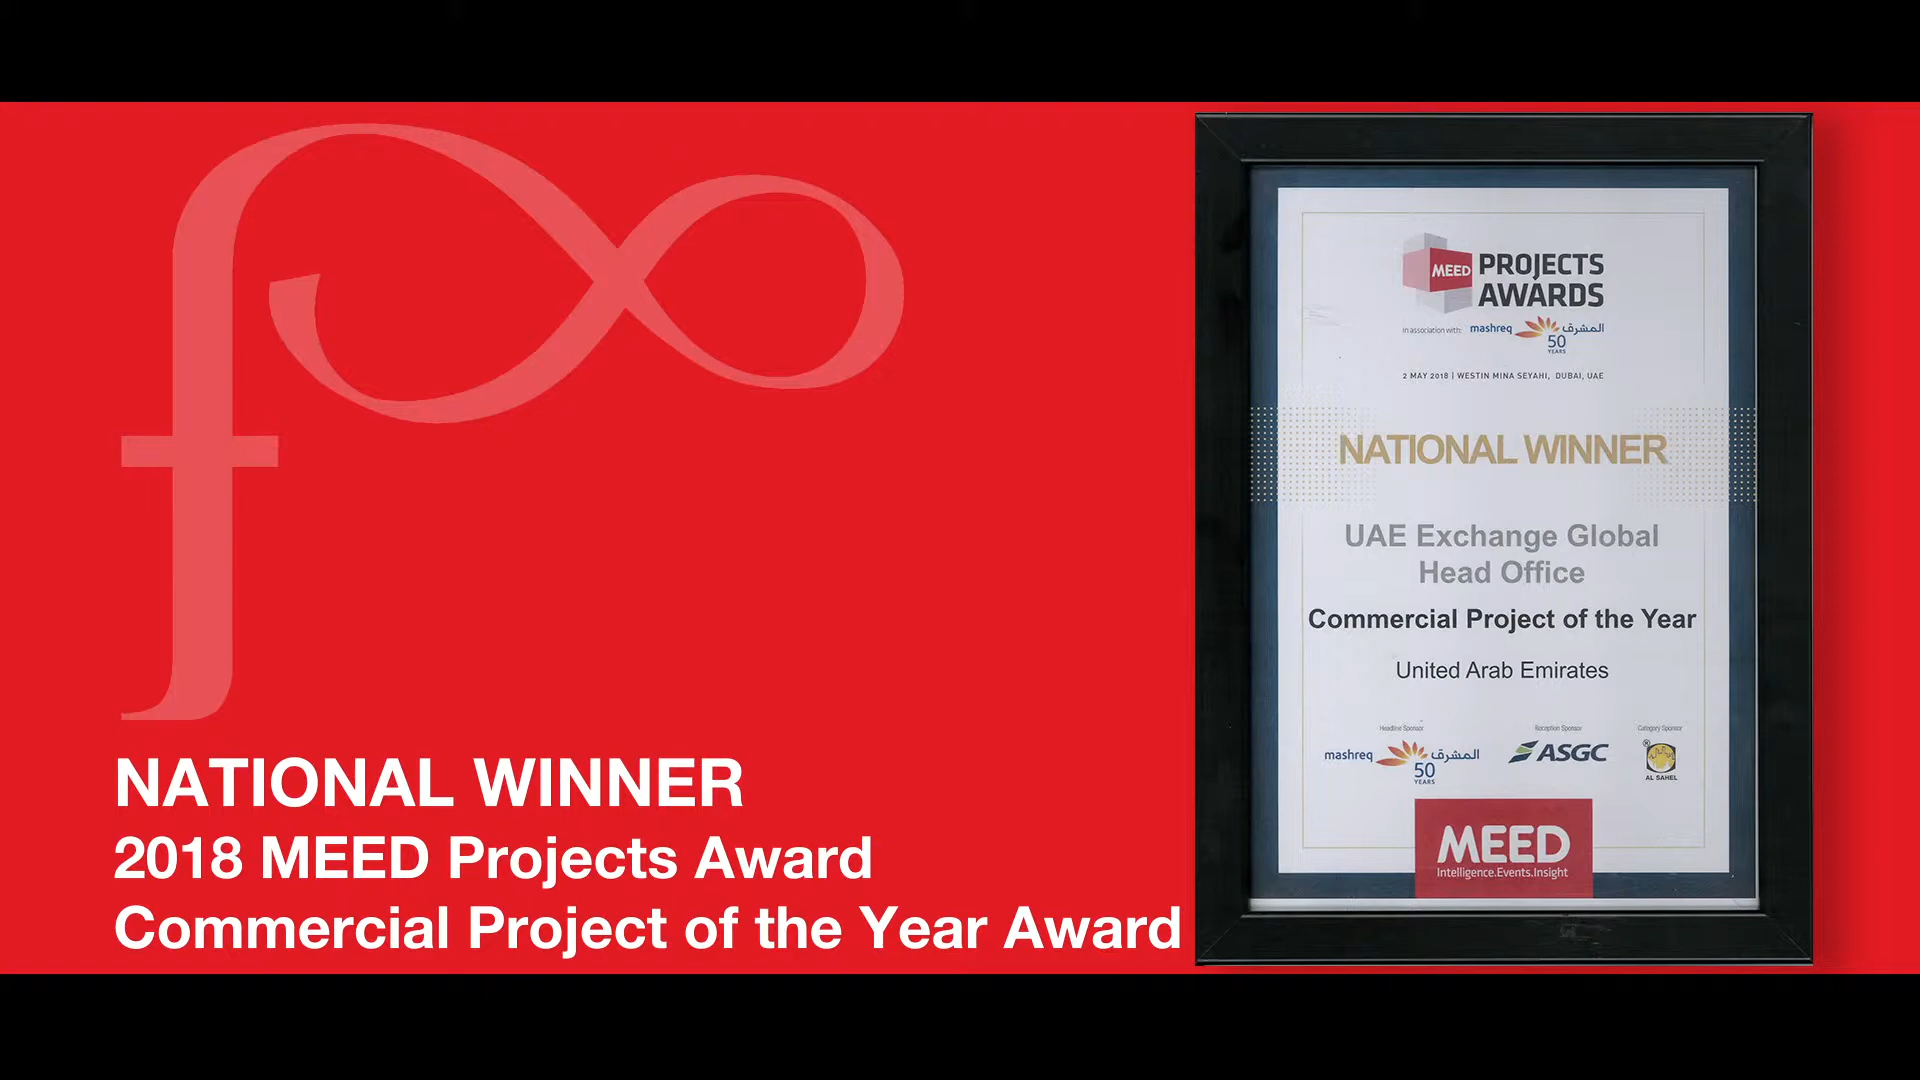 NATIONAL WINNER
2018 MEED Projects Award
Commercial Project of the Year Award
MEED PROJECTS
AWARDS
In association with: mashreq المشرق
50
YEARS
2 MAY 2018 | WESTIN MINA SEYAHI, DUBAI, UAE
NATIONAL WINNER
UAE Exchange Global
Head Office
Commercial Project of the Year
United Arab Emirates
Headline Sponsor Reception Sponsor Category Sponsor
mashreq المشرق ASGC
50
YEARS
AL SAHEL
MEED
Intelligence.Events.Insight